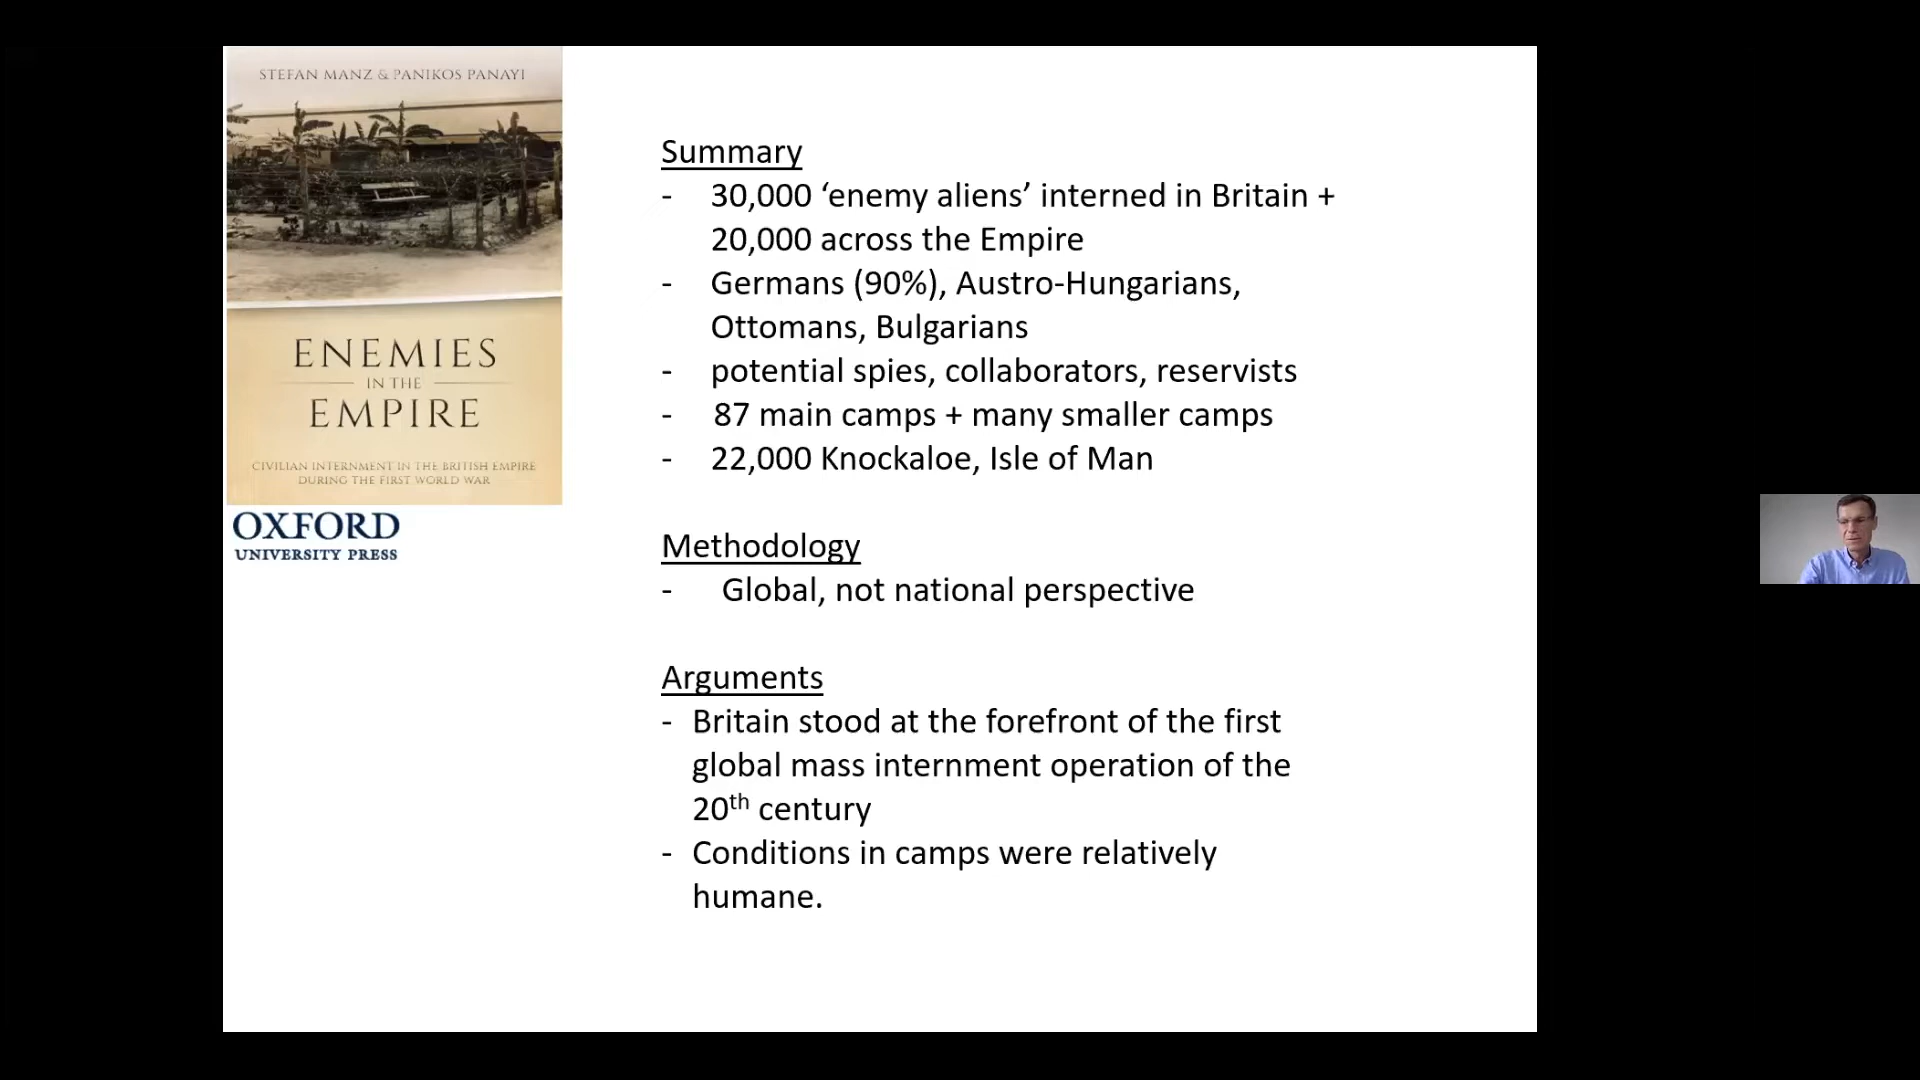 STEFAN MANZ & PANIKOS PANAYI
ENEMIES
IN THE
EMPIRE
CIVILIAN INTERNMENT IN THE BRITISH EMPIRE
DURING THE FIRST WORLD WAR
OXFORD
UNIVERSITY PRESS
Summary
- 30,000 ‘enemy aliens’ interned in Britain +
20,000 across the Empire
- Germans (90%), Austro-Hungarians,
Ottomans, Bulgarians
- potential spies, collaborators, reservists
- 87 main camps + many smaller camps
- 22,000 Knockaloe, Isle of Man
Methodology
- Global, not national perspective
Arguments
- Britain stood at the forefront of the first
global mass internment operation of the
20th century
- Conditions in camps were relatively
humane.